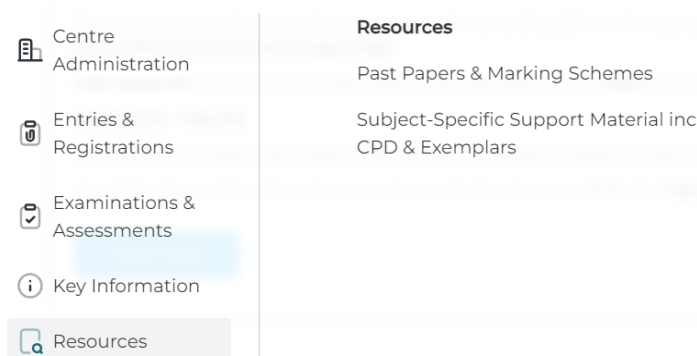 Centre
Administration
Entries &
Registrations
Examinations &
Assessments
Key Information
Resources
Resources
Past Papers & Marking Schemes
Subject-Specific Support Material inc
CPD & Exemplars